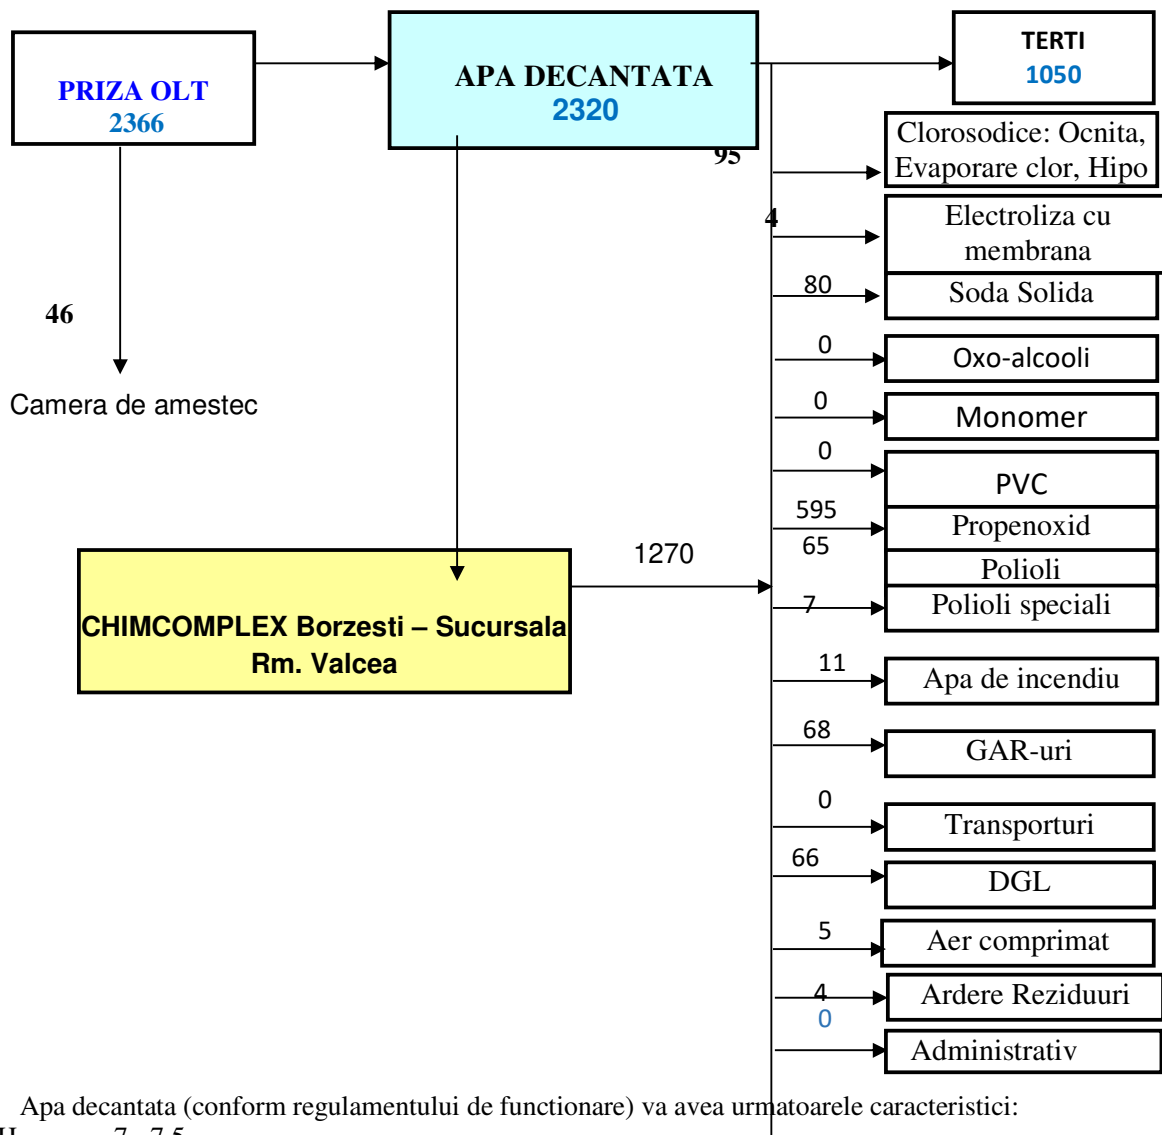 PRIZA OLT
2366
APA DECANTATA
2320
TERTI
1050
95
Clorosodice: Ocnita,
Evaporare clor, Hipo
4
Electroliza cu
membrana
80
Soda Solida
46
Camera de amestec
0
Oxo-alcooli
0
Monomer
0
PVC
595
Propenoxid
65
Polioli
1270
7
Polioli speciali
CHIMCOMPLEX Borzesti – Sucursala
Rm. Valcea
11
Apa de incendiu
68
GAR-uri
0
Transporturi
66
DGL
5
Aer comprimat
4
Ardere Reziduuri
0
Administrativ
Apa decantata (conform regulamentului de functionare) va avea urmatoarele caracteristici:
7 - 7,5